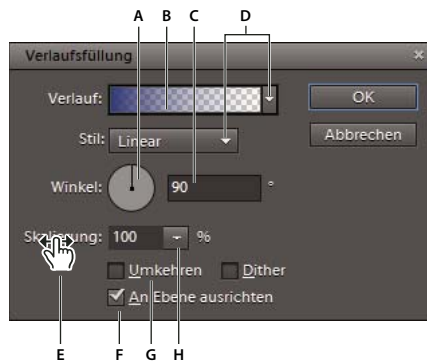 A B C D
Verlaufsfüllung ×
Verlauf: OK
Stil: Linear Abbrechen
Winkel: 90 °
Skalierung: 100 %
Umkehren Dither
An Ebene ausrichten
E F G H